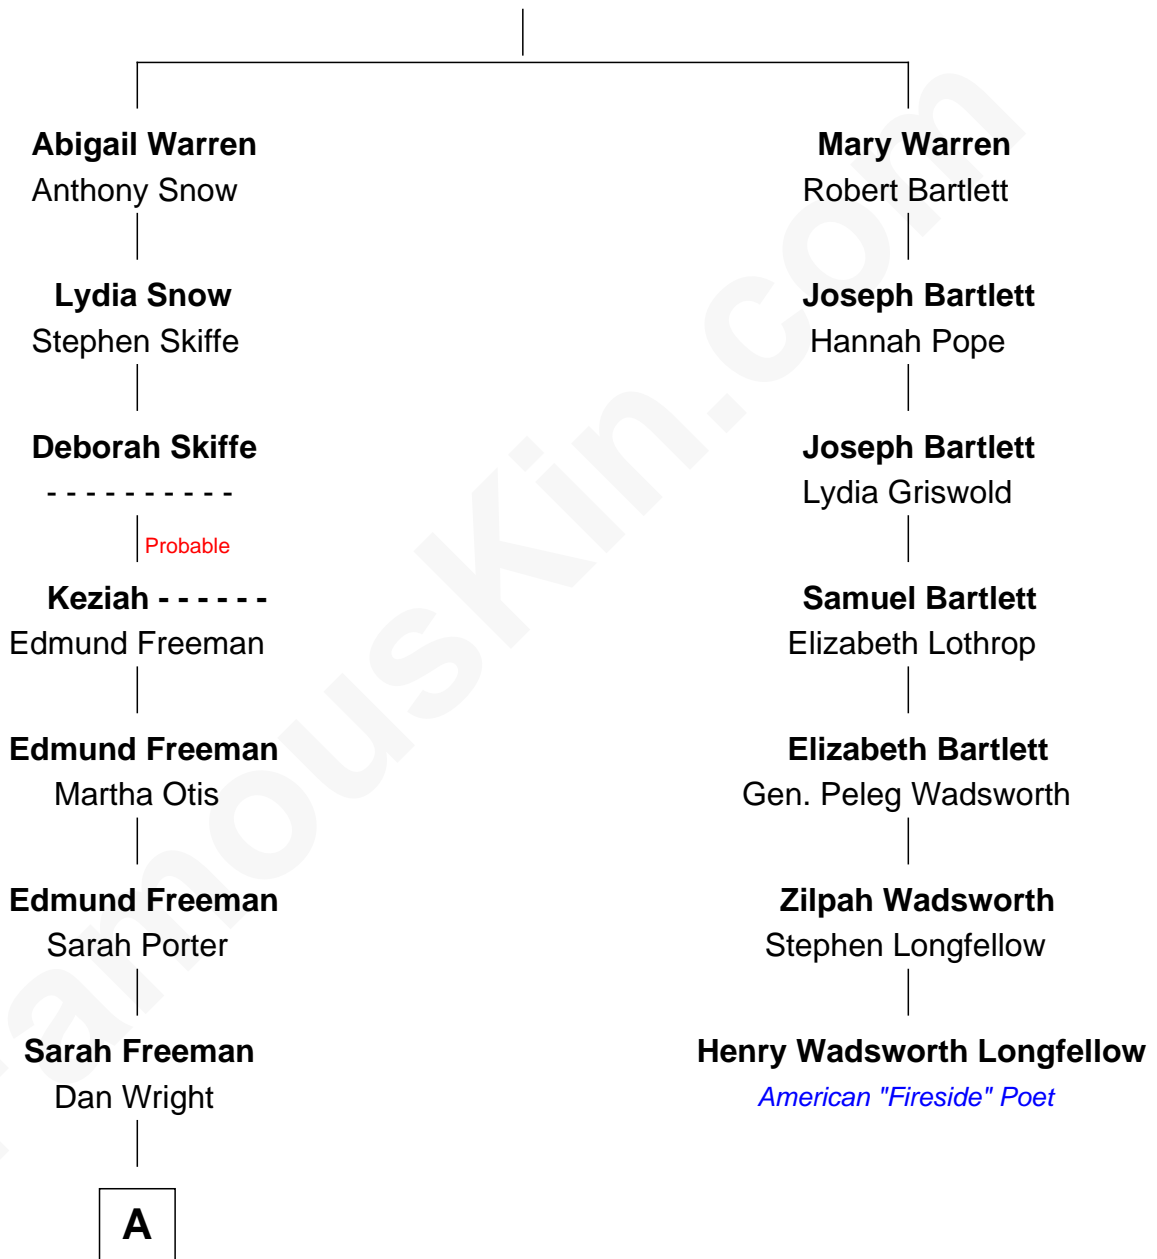 Abigail Warren
Anthony Snow
Lydia Snow
Stephen Skiffe
Deborah Skiffe
- - - - - - - - - -
Probable
Keziah - - - - - -
Edmund Freeman
Edmund Freeman
Martha Otis
Edmund Freeman
Sarah Porter
Sarah Freeman
Dan Wright
A
Mary Warren
Robert Bartlett
Joseph Bartlett
Hannah Pope
Joseph Bartlett
Lydia Griswold
Samuel Bartlett
Elizabeth Lothrop
Elizabeth Bartlett
Gen. Peleg Wadsworth
Zilpah Wadsworth
Stephen Longfellow
Henry Wadsworth Longfellow
American "Fireside" Poet
FamousKin.com